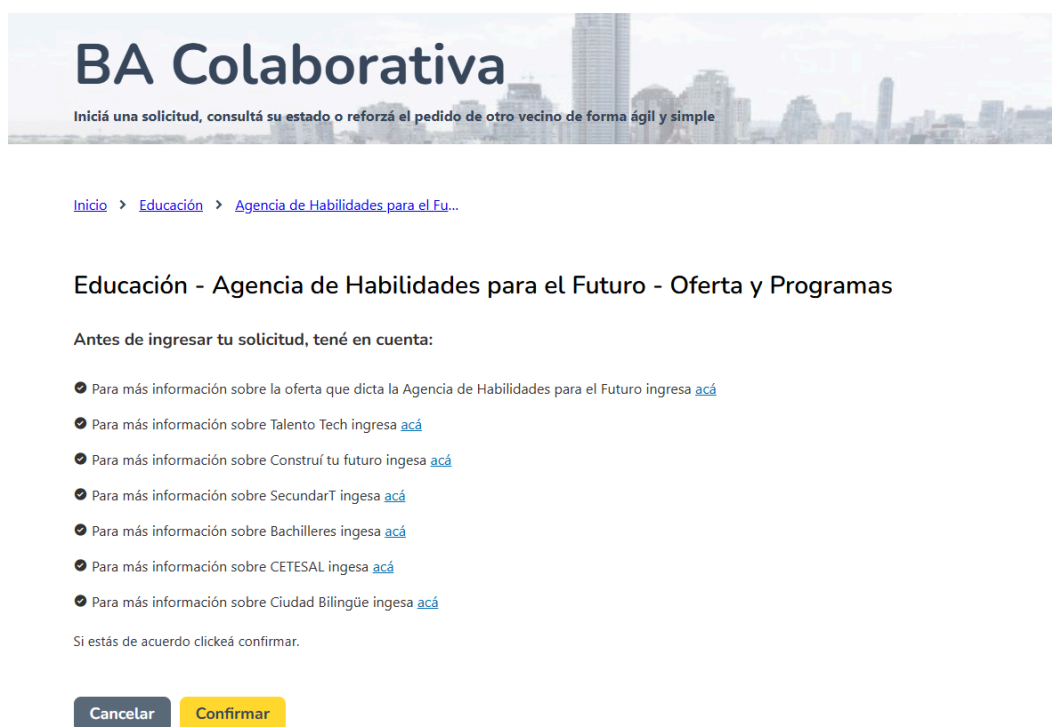 BA Colaborativa
Iniciá una solicitud, consultá su estado o reforzá el pedido de otro vecino de forma ágil y simple
Inicio > Educación > Agencia de Habilidades para el Fu...
Educación - Agencia de Habilidades para el Futuro - Oferta y Programas
Antes de ingresar tu solicitud, tené en cuenta:
Para más información sobre la oferta que dicta la Agencia de Habilidades para el Futuro ingresa acá
Para más información sobre Talento Tech ingresa acá
Para más información sobre Construí tu futuro ingesa acá
Para más información sobre SecundarT ingesa acá
Para más información sobre Bachilleres ingesa acá
Para más información sobre CETESAL ingesa acá
Para más información sobre Ciudad Bilingüe ingesa acá
Si estás de acuerdo clickeá confirmar.
Cancelar Confirmar